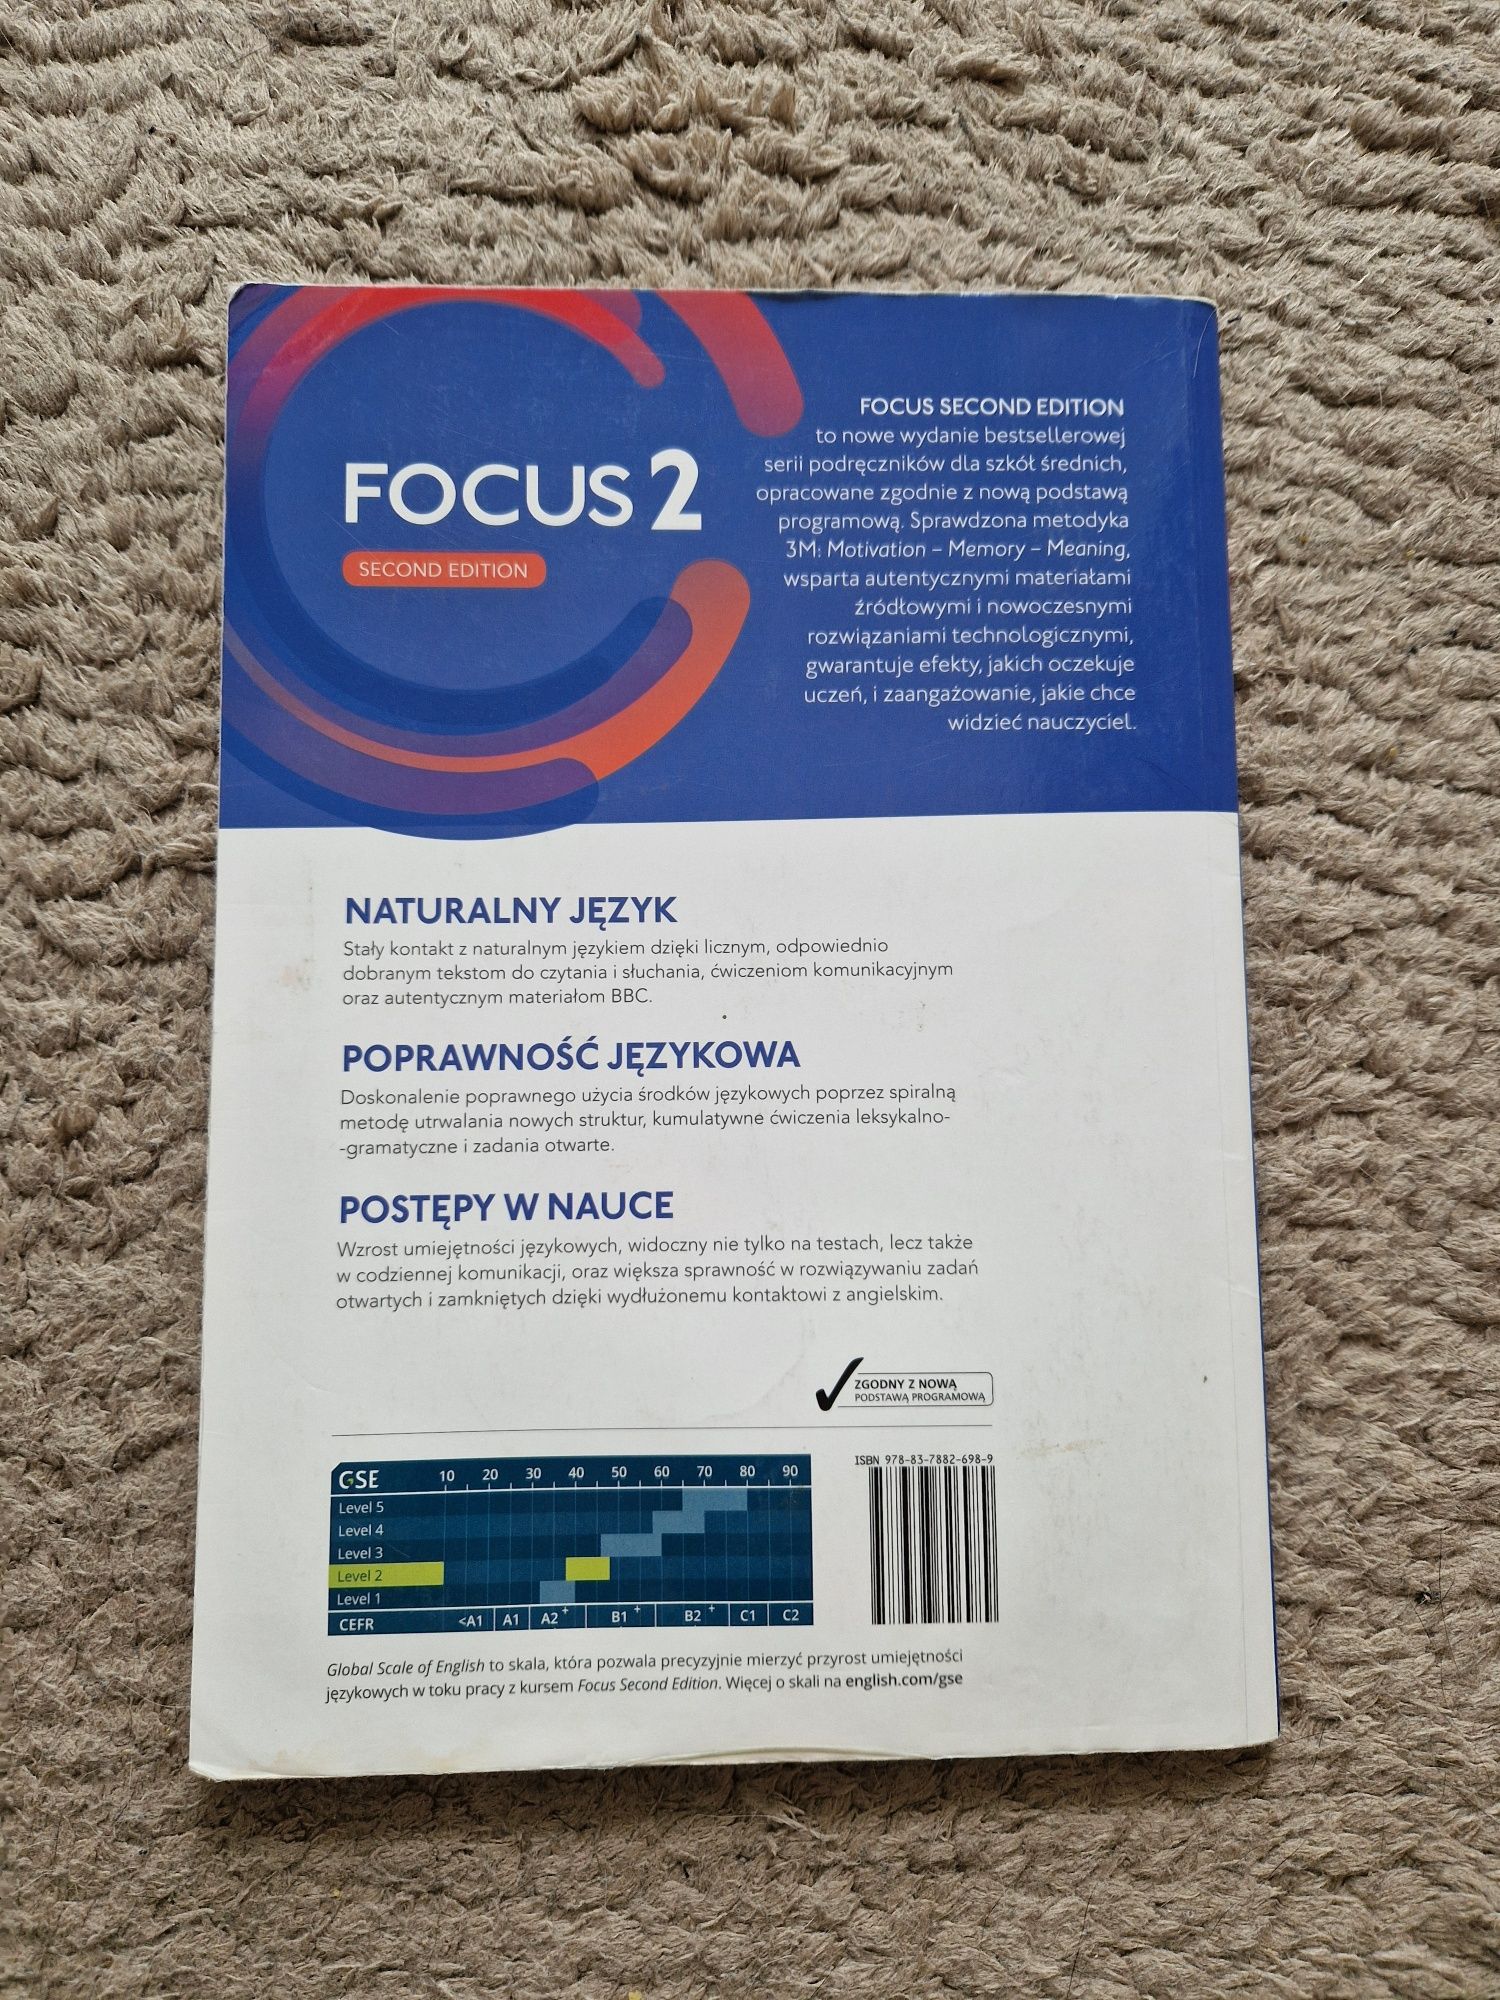 FOCUS 2
SECOND EDITION
FOCUS SECOND EDITION
to nowe wydanie bestsellerowej
serii podręczników dla szkół średnich,
opracowane zgodnie z nową podstawą
programową. Sprawdzona metodyka
3M: Motivation – Memory – Meaning,
wsparta autentycznymi materiałami
źródłowymi i nowoczesnymi
rozwiązaniami technologicznymi,
gwarantuje efekty, jakich oczekuje
uczeń, i zaangażowanie, jakie chce
widzieć nauczyciel.
NATURALNY JĘZYK
Stały kontakt z naturalnym językiem dzięki licznym, odpowiednio
dobranym tekstom do czytania i słuchania, ćwiczeniom komunikacyjnym
oraz autentycznym materiałom BBC.
POPRAWNOŚĆ JĘZYKOWA
Doskonalenie poprawnego użycia środków językowych poprzez spiralną
metodę utrwalania nowych struktur, kumulatywne ćwiczenia leksykalno-
-gramatyczne i zadania otwarte.
POSTĘPY W NAUCE
Wzrost umiejętności językowych, widoczny nie tylko na testach, lecz także
w codziennej komunikacji, oraz większa sprawność w rozwiązywaniu zadań
otwartych i zamkniętych dzięki wydłużonemu kontaktowi z angielskim.
ZGODNY Z NOWĄ
PODSTAWĄ PROGRAMOWĄ
GSE 10 20 30 40 50 60 70 80 90
Level 5
Level 4
Level 3
Level 2
Level 1
CEFR <A1 A1 A2+ B1+ B2+ C1 C2
ISBN 978-83-7882-698-9
Global Scale of English to skala, która pozwala precyzyjnie mierzyć przyrost umiejętności
językowych w toku pracy z kursem Focus Second Edition. Więcej o skali na english.com/gse